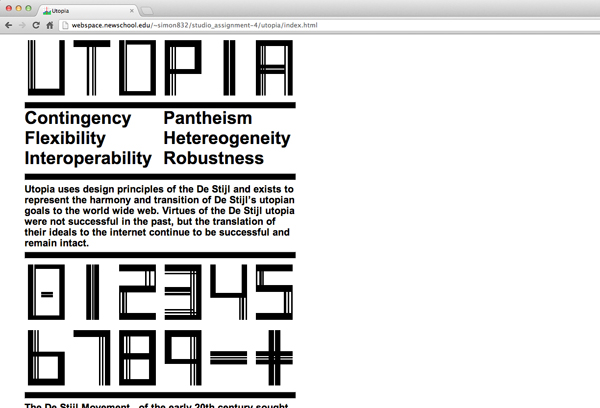 Utopia
webspace.newschool.edu/~simon832/studio_assignment-4/utopia/index.html
UTOPIA
Contingency Pantheism
Flexibility Hetereogeneity
Interoperability Robustness
Utopia uses design principles of the De Stijl and exists to
represent the harmony and transition of De Stijl's utopian
goals to the world wide web. Virtues of the De Stijl utopia
were not successful in the past, but the translation of
their ideals to the internet continue to be successful and
remain intact.
012345
6789-+
The De Stijl Movement, of the early 20th century sought